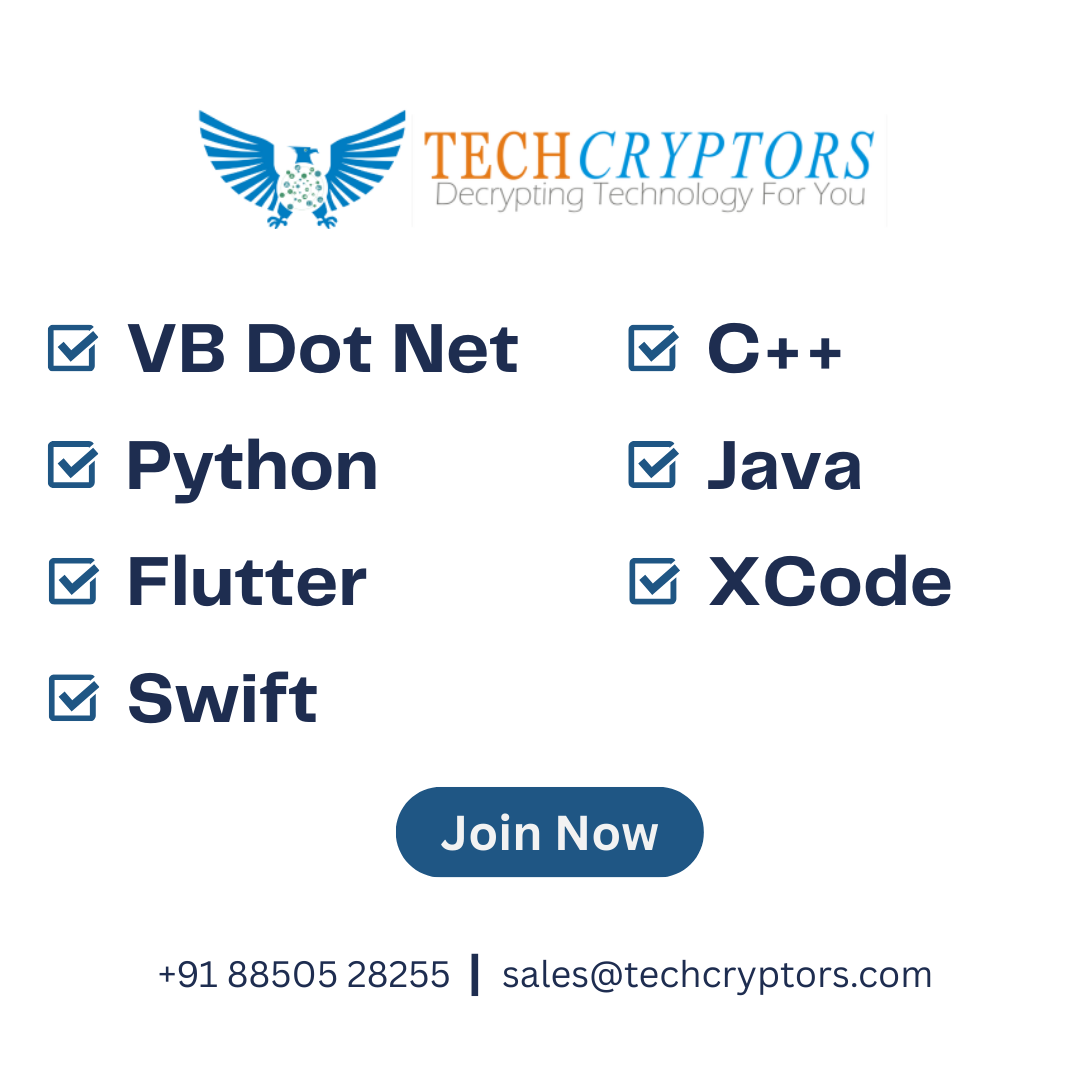 TECHCRYPTORS
Decrypting Technology For You
VB Dot Net
C++
Python
Java
Flutter
XCode
Swift
Join Now
+91 88505 28255 | sales@techcryptors.com